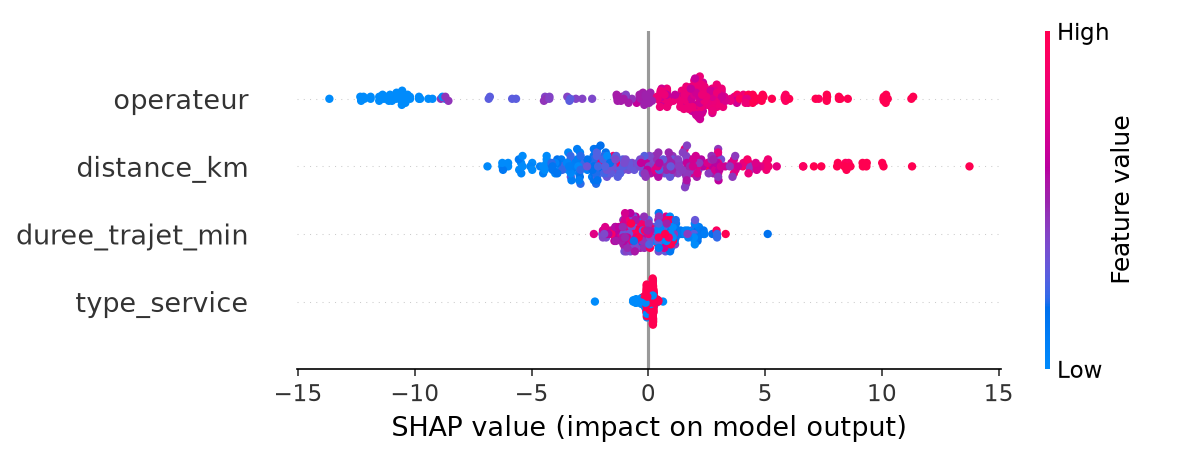 High
operateur
distance_km
duree_trajet_min
type_service
Feature value
Low
−15 −10 −5 0 5 10 15
SHAP value (impact on model output)